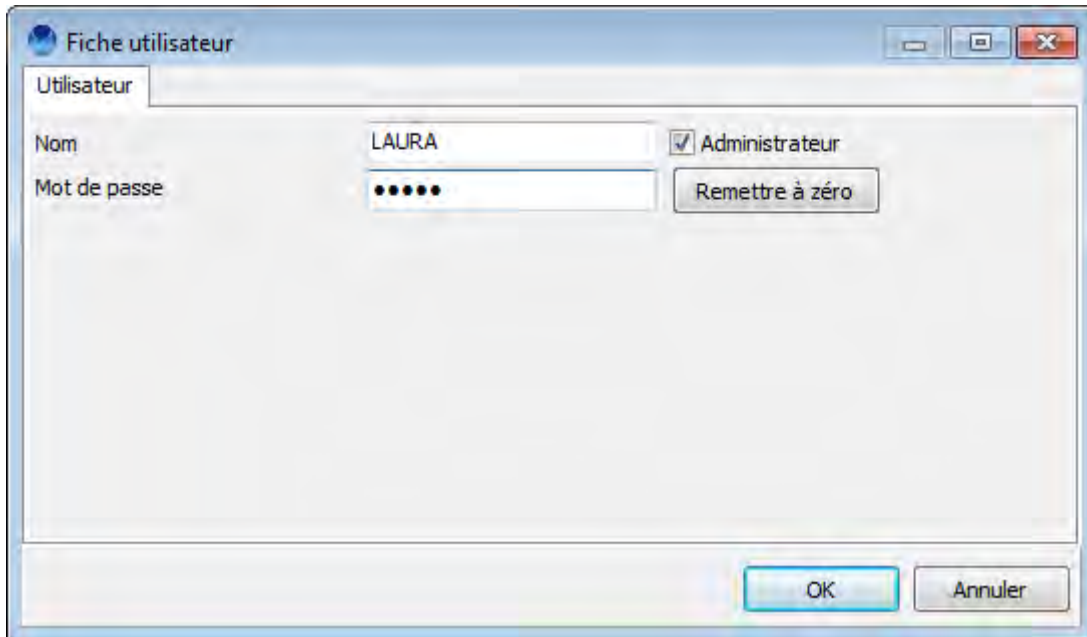 Fiche utilisateur
Utilisateur
Nom LAURA Administrateur
Mot de passe ●●●●● Remettre à zéro
OK Annuler